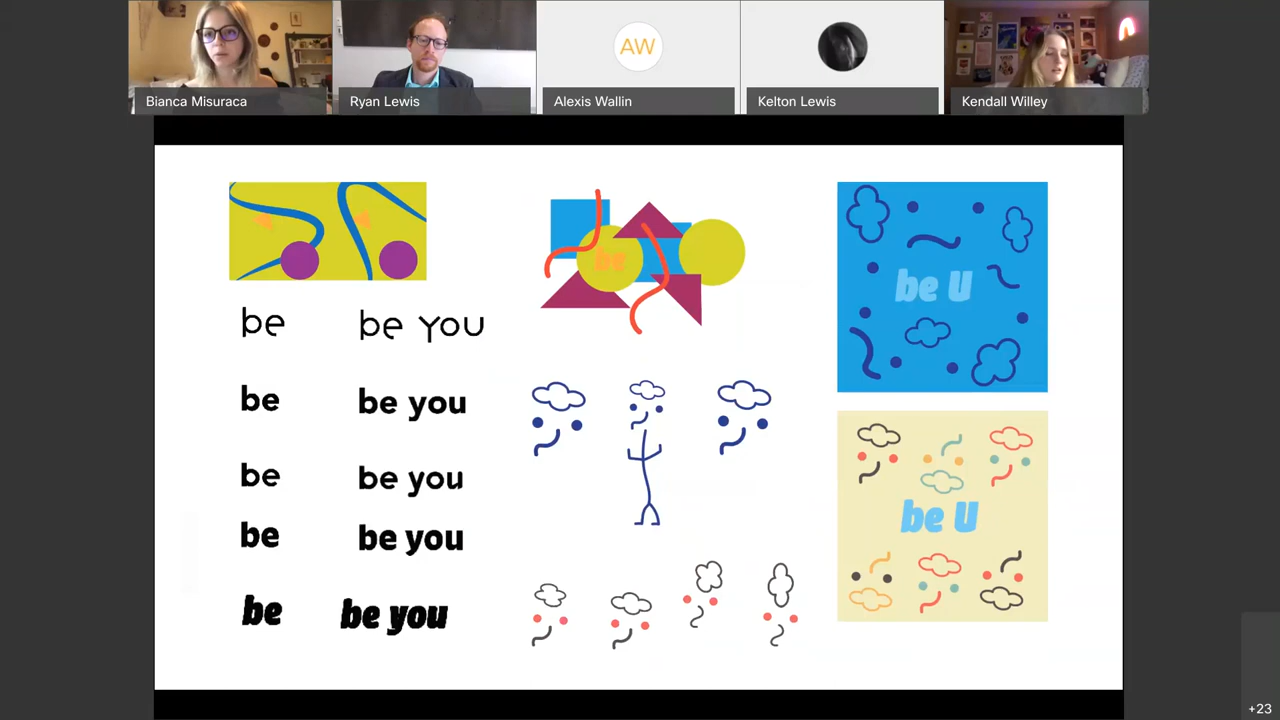 AW
Bianca Misuraca
Ryan Lewis
Alexis Wallin
Kelton Lewis
Kendall Willey
be
be U
be you
be
be you
be
be you
be
be you
be
be you
be
be U
+23